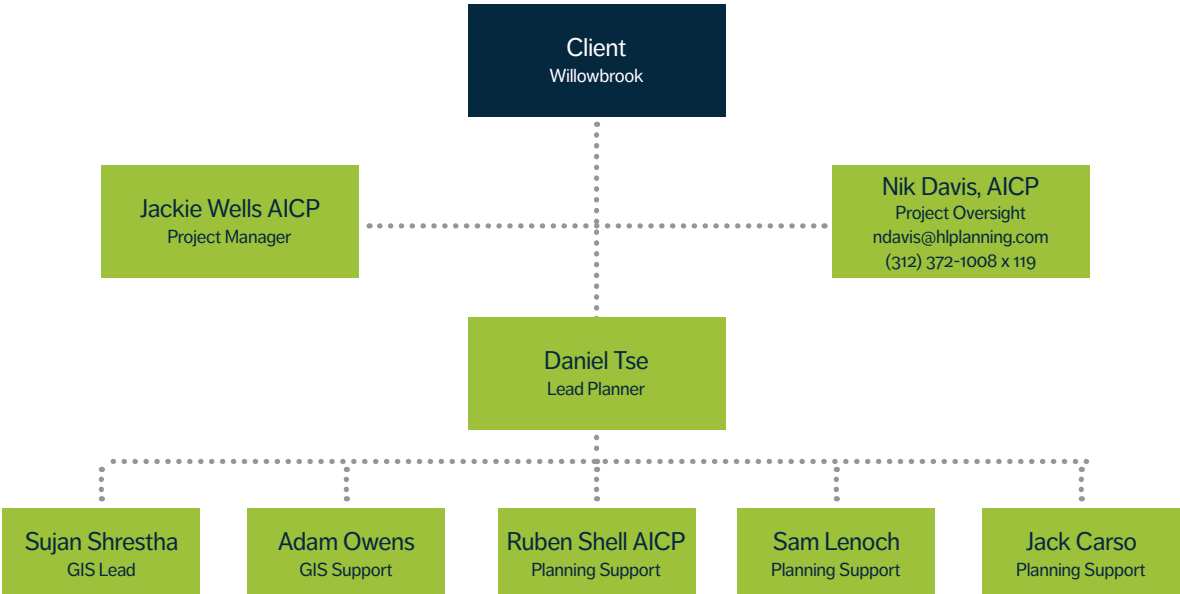 Client
Willowbrook
Jackie Wells AICP
Project Manager
Nik Davis, AICP
Project Oversight
ndavis@hlplanning.com
(312) 372-1008 x 119
Daniel Tse
Lead Planner
Sujan Shrestha
GIS Lead
Adam Owens
GIS Support
Ruben Shell AICP
Planning Support
Sam Lenoch
Planning Support
Jack Carso
Planning Support